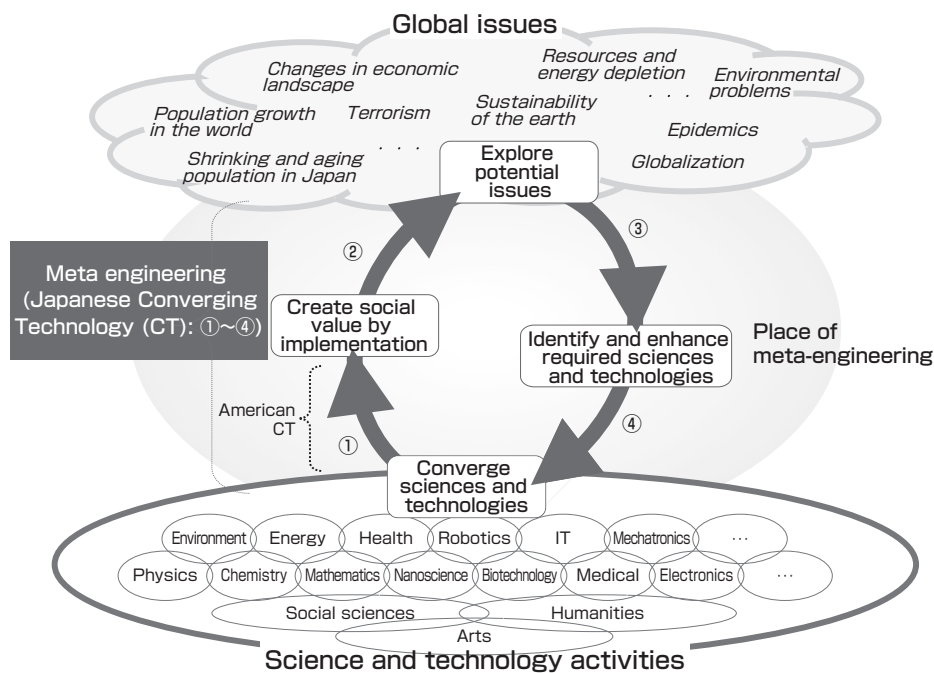 Global issues
Changes in economic
landscape
Resources and
energy depletion
Environmental
problems
. . .
Population growth
in the world
Terrorism
Sustainability
of the earth
Epidemics
. . .
Shrinking and aging
population in Japan
Globalization
Explore
potential
issues
②
③
Meta engineering
(Japanese Converging
Technology (CT): ①~④)
Create social
value by
implementation
Identify and enhance
required sciences
and technologies
Place of
meta-engineering
American
CT
①
④
Converge
sciences and
technologies
Environment Energy Health Robotics IT Mechatronics ...
Physics Chemistry Mathematics Nanoscience Biotechnology Medical Electronics ...
Social sciences Humanities
Arts
Science and technology activities